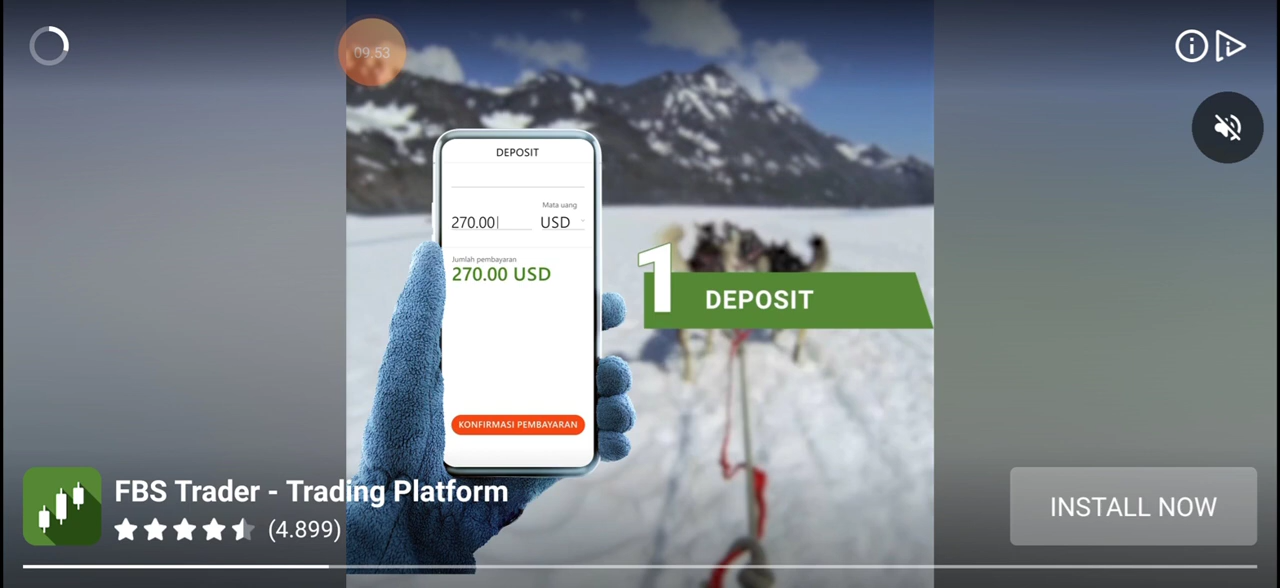 09.53
DEPOSIT
Mata uang
270.00 USD
Jumlah pembayaran
270.00 USD
1 DEPOSIT
KONFIRMASI PEMBAYARAN
FBS Trader - Trading Platform
(4.899)
INSTALL NOW